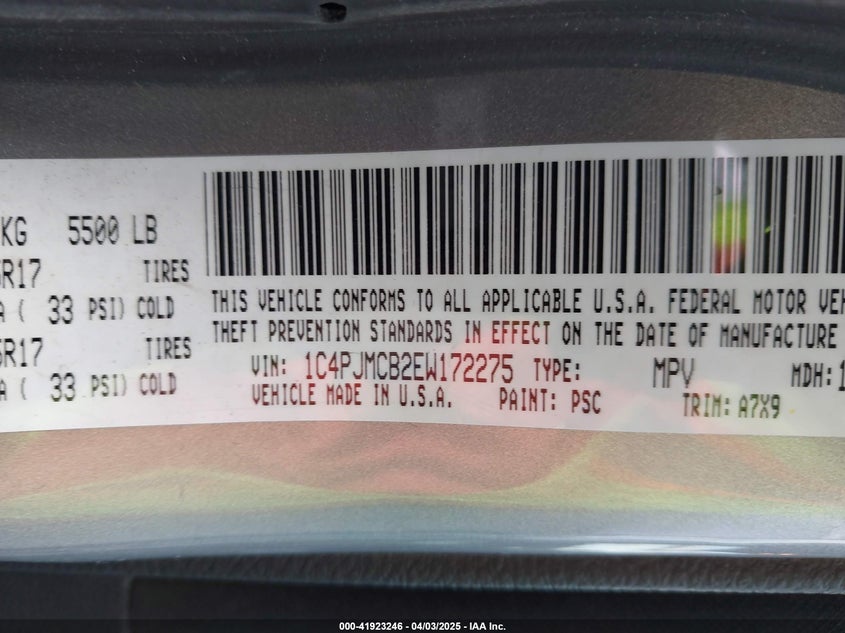 KG 5500 LB
R17 TIRES
A ( 33 PSI) COLD
R17 TIRES
A ( 33 PSI) COLD
THIS VEHICLE CONFORMS TO ALL APPLICABLE U.S.A. FEDERAL MOTOR VEH
THEFT PREVENTION STANDARDS IN EFFECT ON THE DATE OF MANUFACTURE
VIN: 1C4PJMCB2EW172275 TYPE: MPV MDH: 1
VEHICLE MADE IN U.S.A. PAINT: PSC TRIM: A7X9
000-41923246 - 04/03/2025 - IAA Inc.